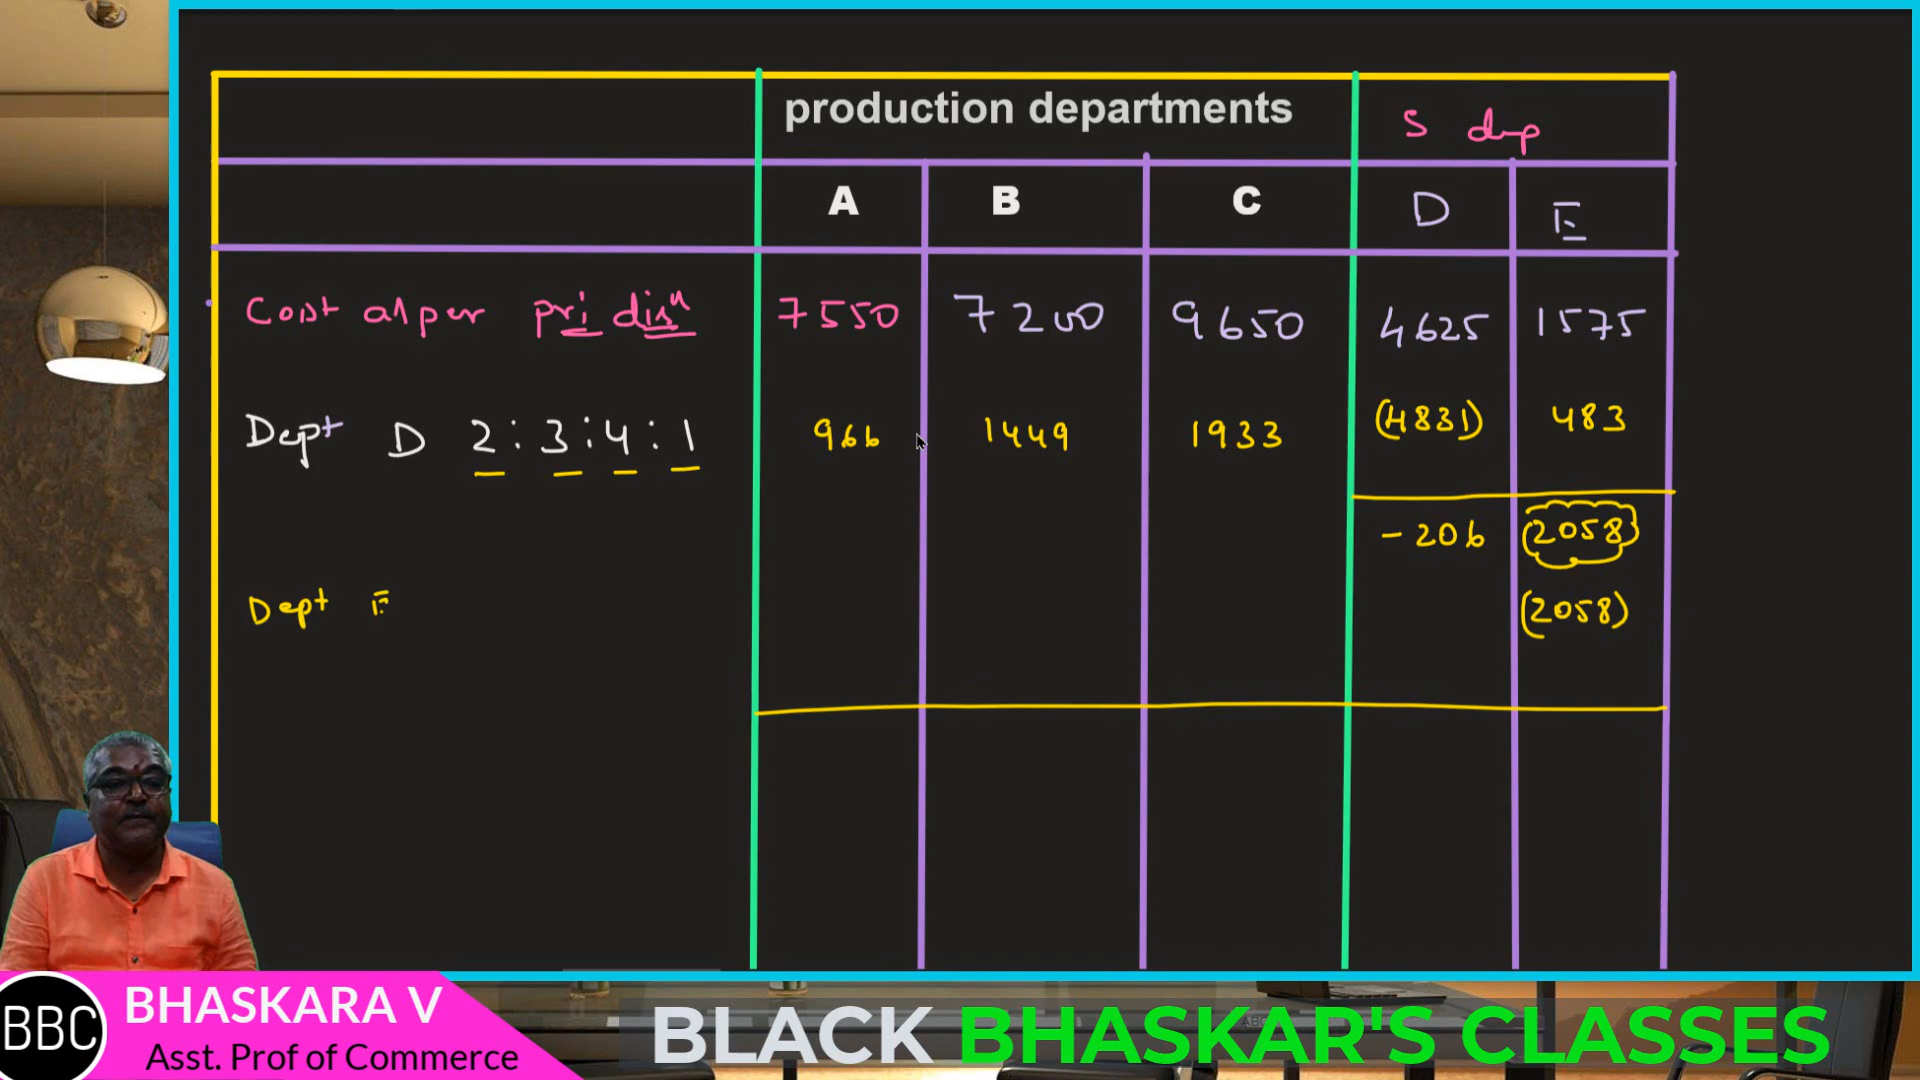 production departments S dep
A B C D E
Cost as per pri disn 7550 7200 9650 4625 1575
Dept D 2:3:4:1 966 1449 1933 (4831) 483
-206 (2058)
Dept E (2058)
BBC
BHASKARA V
Asst. Prof of Commerce
BLACK BHASKAR'S CLASSES